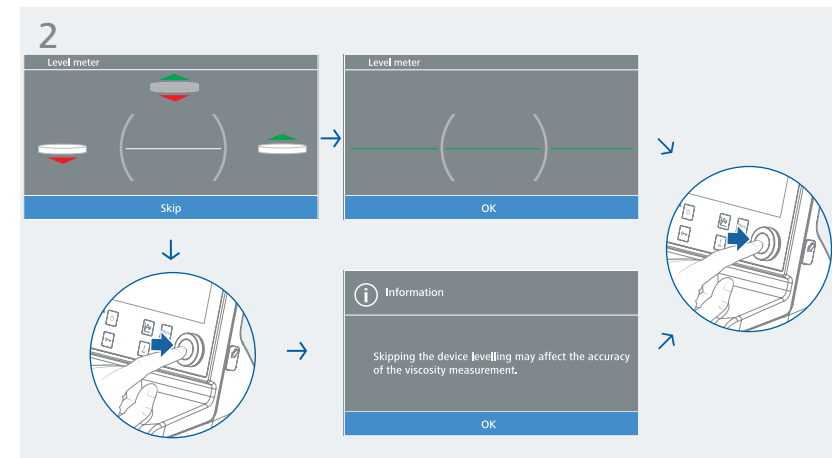 2
Level meter
Skip
Level meter
OK
Information
Skipping the device levelling may affect the accuracy
of the viscosity measurement.
OK